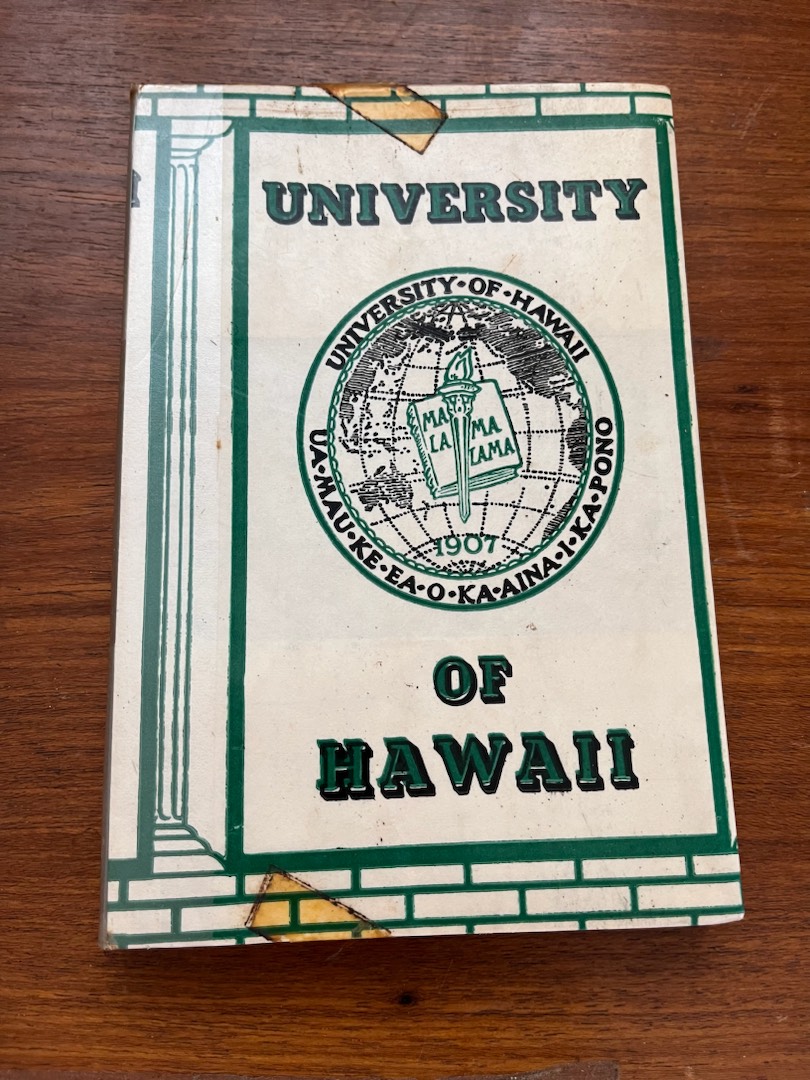 UNIVERSITY
UNIVERSITY·OF·HAWAII
MA MA
LA LAMA
1907
UA·MAU·KE·EA·O·KA·AINA·I·KA·PONO
OF
HAWAII